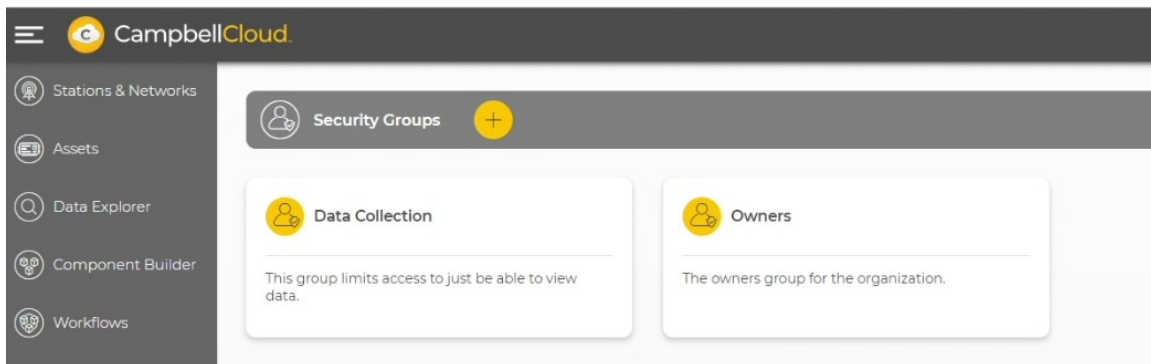 C CampbellCloud.
Stations & Networks
Assets
Data Explorer
Component Builder
Workflows
Security Groups +
Data Collection
This group limits access to just be able to view
data.
Owners
The owners group for the organization.